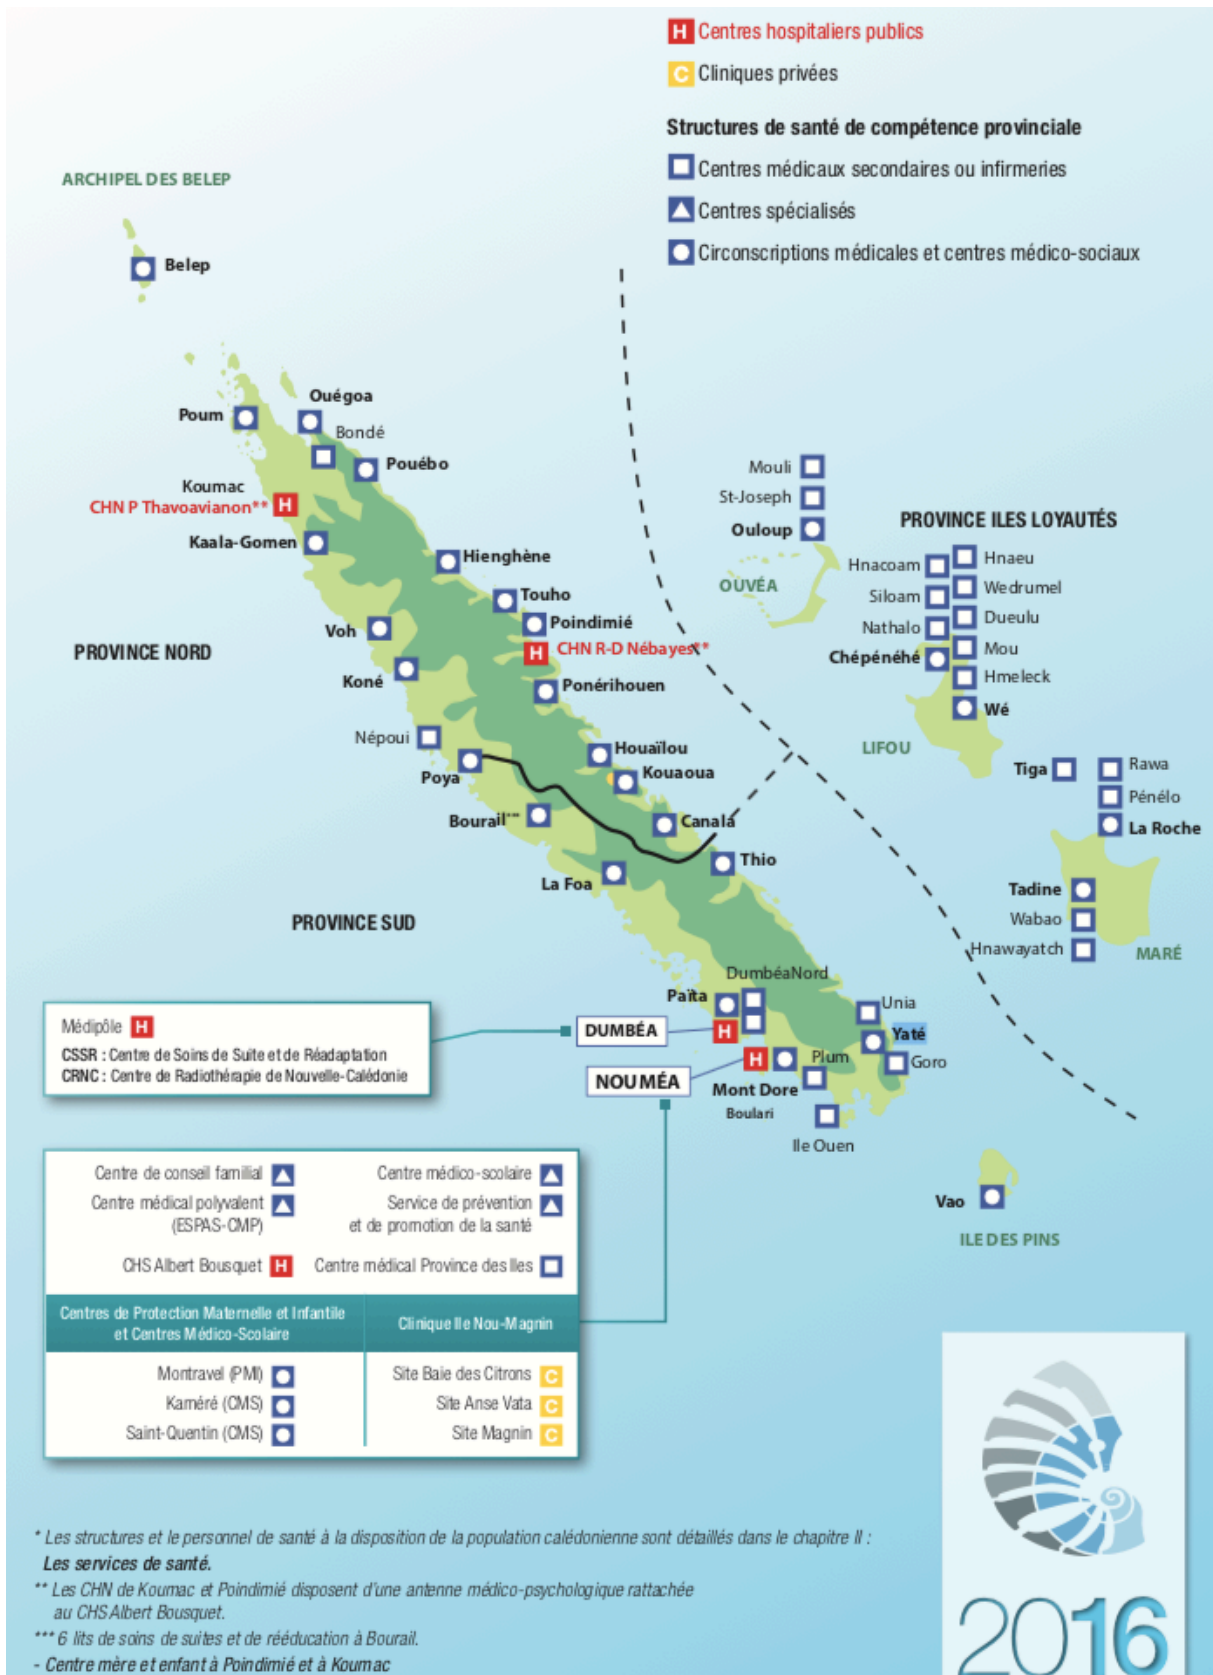 H Centres hospitaliers publics
C Cliniques privées
Structures de santé de compétence provinciale
Centres médicaux secondaires ou infirmeries
Centres spécialisés
Circonscriptions médicales et centres médico-sociaux
ARCHIPEL DES BELEP
Belep
Ouégoa
Poum
Bondé
Pouébo
Koumac
CHN P Thavoavianon** H
Kaala-Gomen
Hienghène
Touho
Poindimié
Voh
CHN R-D Nébayes**
H
PROVINCE NORD
Koné
Ponérihouen
Népoui
Houaïlou
Poya
Kouaoua
Bourail***
Canala
Thio
La Foa
PROVINCE SUD
Mouli
St-Joseph
Ouloup
OUVÉA
PROVINCE ILES LOYAUTÉS
Hnaeu
Hnacoam
Wedrumel
Siloam
Dueulu
Nathalo
Mou
Chépénéhé
Hmeleck
Wé
LIFOU
Tiga
Rawa
Pénélo
La Roche
Tadine
Wabao
Hnawayatch
MARÉ
DumbéaNord
Païta
Unia
DUMBÉA
H
Yaté
NOUMÉA
H
Plum
Goro
Mont Dore
Boulari
Ile Ouen
Vao
ILE DES PINS
Médipôle H
CSSR : Centre de Soins de Suite et de Réadaptation
CRNC : Centre de Radiothérapie de Nouvelle-Calédonie
Centre de conseil familial
Centre médico-scolaire
Centre médical polyvalent
(ESPAS-CMP)
Service de prévention
et de promotion de la santé
CHS Albert Bousquet H
Centre médical Province des Iles
Centres de Protection Maternelle et Infantile
et Centres Médico-Scolaire
Clinique Ile Nou-Magnin
Montravel (PMI)
Site Baie des Citrons C
Kaméré (CMS)
Site Anse Vata C
Saint-Quentin (CMS)
Site Magnin C
* Les structures et le personnel de santé à la disposition de la population calédonienne sont détaillés dans le chapitre II :
Les services de santé.
** Les CHN de Koumac et Poindimié disposent d'une antenne médico-psychologique rattachée
au CHS Albert Bousquet.
*** 6 lits de soins de suites et de rééducation à Bourail.
- Centre mère et enfant à Poindimié et à Koumac
2016